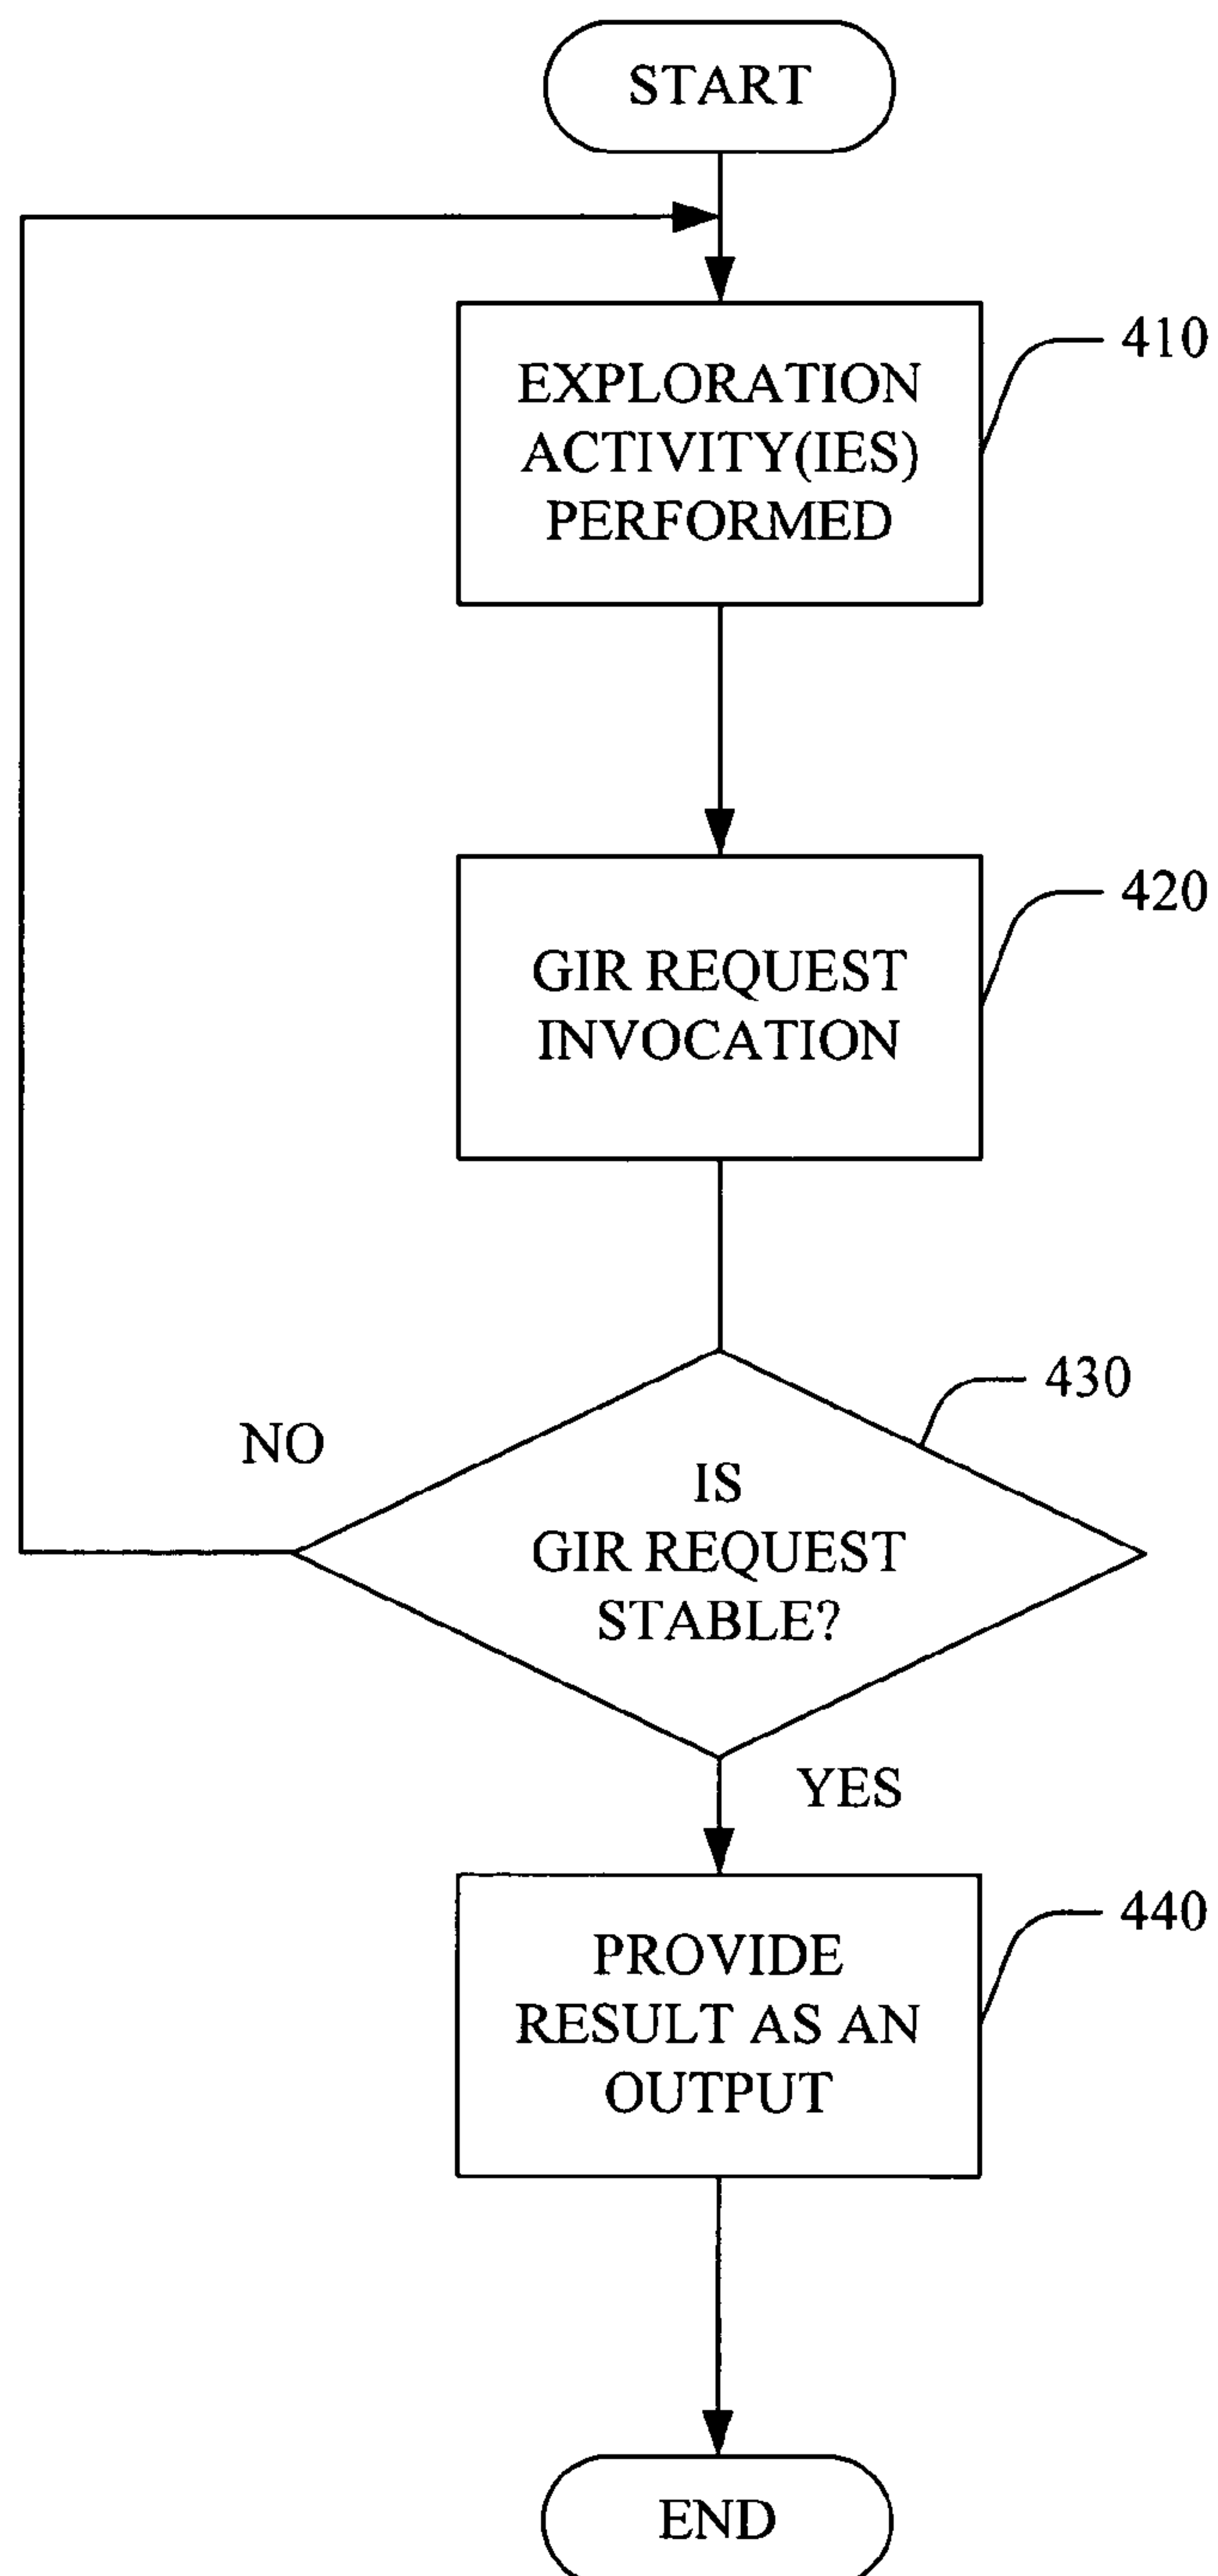 START
EXPLORATION
ACTIVITY(IES)
PERFORMED
410
GIR REQUEST
INVOCATION
420
430
NO
IS
GIR REQUEST
STABLE?
YES
PROVIDE
RESULT AS AN
OUTPUT
440
END